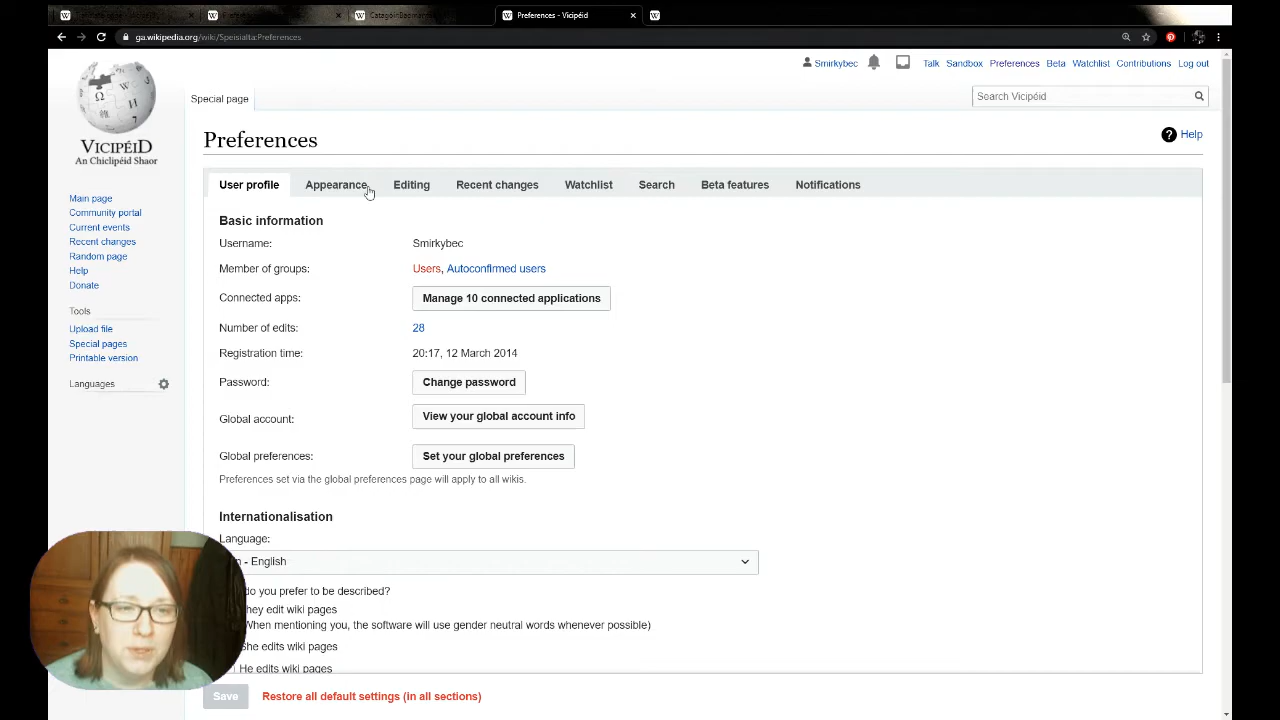 Preferences - Vicipéid
ga.wikipedia.org/wiki/Speisialta:Preferences
Smirkybec Talk Sandbox Preferences Beta Watchlist Contributions Log out
Special page
Search Vicipéid
VICIPÉID
An Chiclipéid Shaor
Preferences
Help
Main page
Community portal
Current events
Recent changes
Random page
Help
Donate
Tools
Upload file
Special pages
Printable version
Languages
User profile Appearance Editing Recent changes Watchlist Search Beta features Notifications
Basic information
Username: Smirkybec
Member of groups: Users, Autoconfirmed users
Connected apps: Manage 10 connected applications
Number of edits: 28
Registration time: 20:17, 12 March 2014
Password: Change password
Global account: View your global account info
Global preferences: Set your global preferences
Preferences set via the global preferences page will apply to all wikis.
Internationalisation
Language:
- English
do you prefer to be described?
hey edit wiki pages
When mentioning you, the software will use gender neutral words whenever possible)
he edits wiki pages
He edits wiki pages
Save Restore all default settings (in all sections)